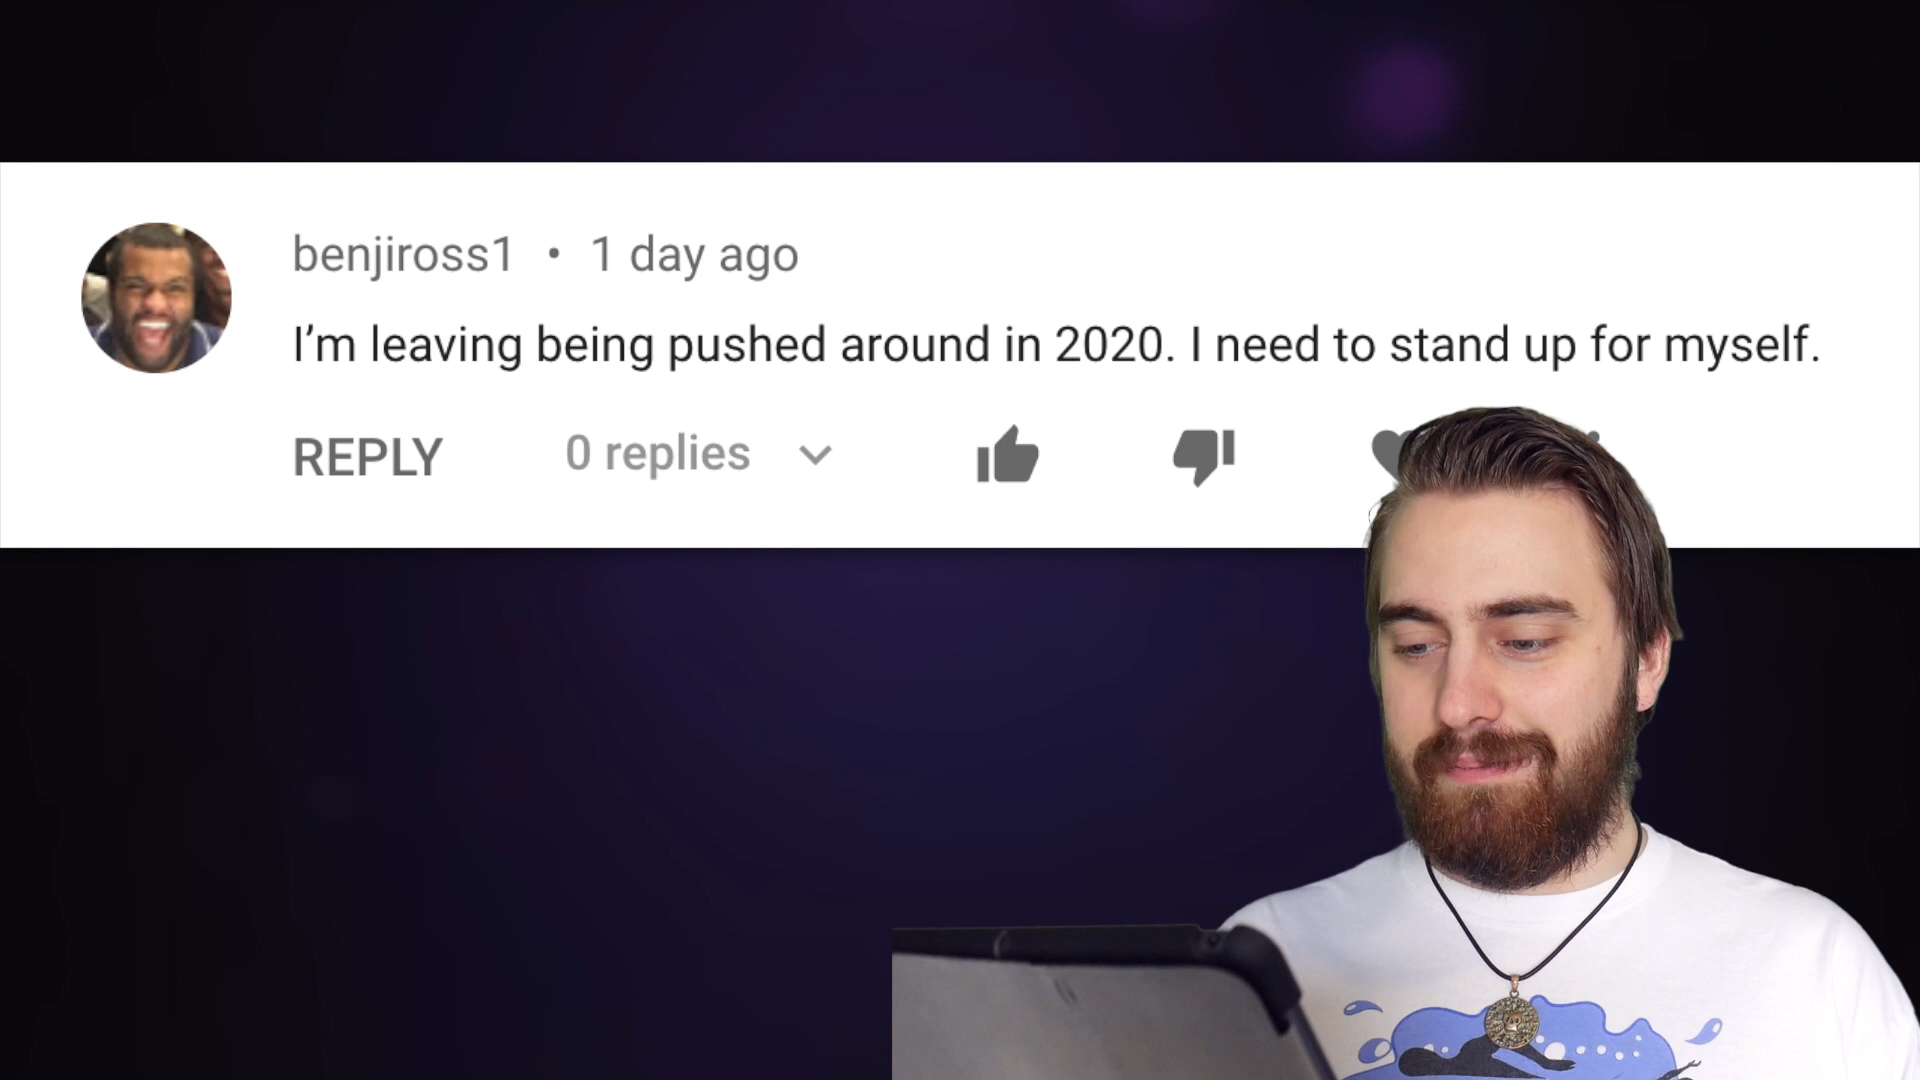 benjiross1 • 1 day ago
I’m leaving being pushed around in 2020. I need to stand up for myself.
REPLY 0 replies